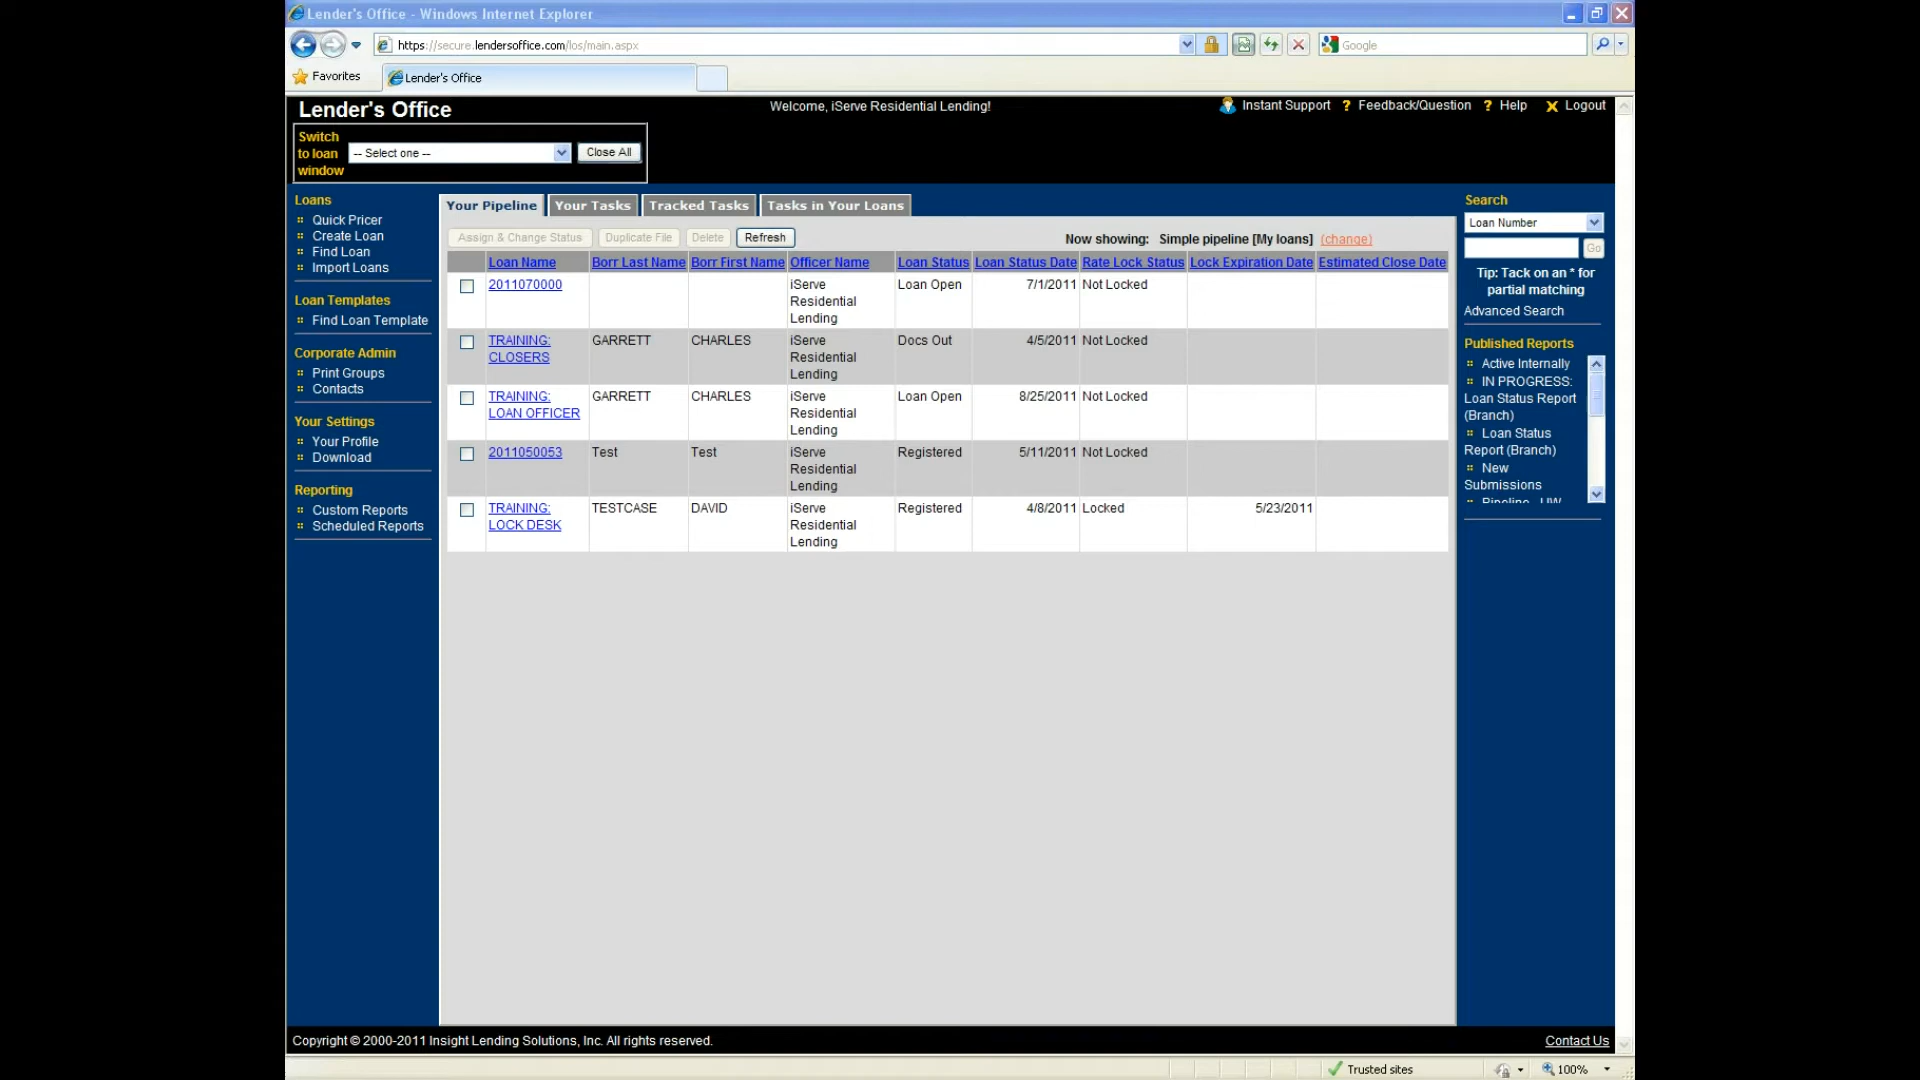 Lender's Office - Windows Internet Explorer
https://secure.lendersoffice.com/los/main.aspx
Google
Favorites
Lender's Office
Lender's Office
Welcome, iServe Residential Lending!
Instant Support ? Feedback/Question ? Help X Logout
Switch
to loan
window
-- Select one --
Close All
Loans
Quick Pricer
Create Loan
Find Loan
Import Loans
Loan Templates
Find Loan Template
Corporate Admin
Print Groups
Contacts
Your Settings
Your Profile
Download
Reporting
Custom Reports
Scheduled Reports
Your Pipeline Your Tasks Tracked Tasks Tasks in Your Loans
Assign & Change Status Duplicate File Delete Refresh
Now showing: Simple pipeline [My loans] (change)
Loan Name Borr Last Name Borr First Name Officer Name Loan Status Loan Status Date Rate Lock Status Lock Expiration Date Estimated Close Date
2011070000 iServe Loan Open 7/1/2011 Not Locked
Residential
Lending
TRAINING: GARRETT CHARLES iServe Docs Out 4/5/2011 Not Locked
CLOSERS Residential
Lending
TRAINING: GARRETT CHARLES iServe Loan Open 8/25/2011 Not Locked
LOAN OFFICER Residential
Lending
2011050053 Test Test iServe Registered 5/11/2011 Not Locked
Residential
Lending
TRAINING: TESTCASE DAVID iServe Registered 4/8/2011 Locked 5/23/2011
LOCK DESK Residential
Lending
Search
Loan Number
Go
Tip: Tack on an * for
partial matching
Advanced Search
Published Reports
Active Internally
IN PROGRESS:
Loan Status Report
(Branch)
Loan Status
Report (Branch)
New
Submissions
Pipeline - UW
Copyright © 2000-2011 Insight Lending Solutions, Inc. All rights reserved.
Contact Us
Trusted sites
100%